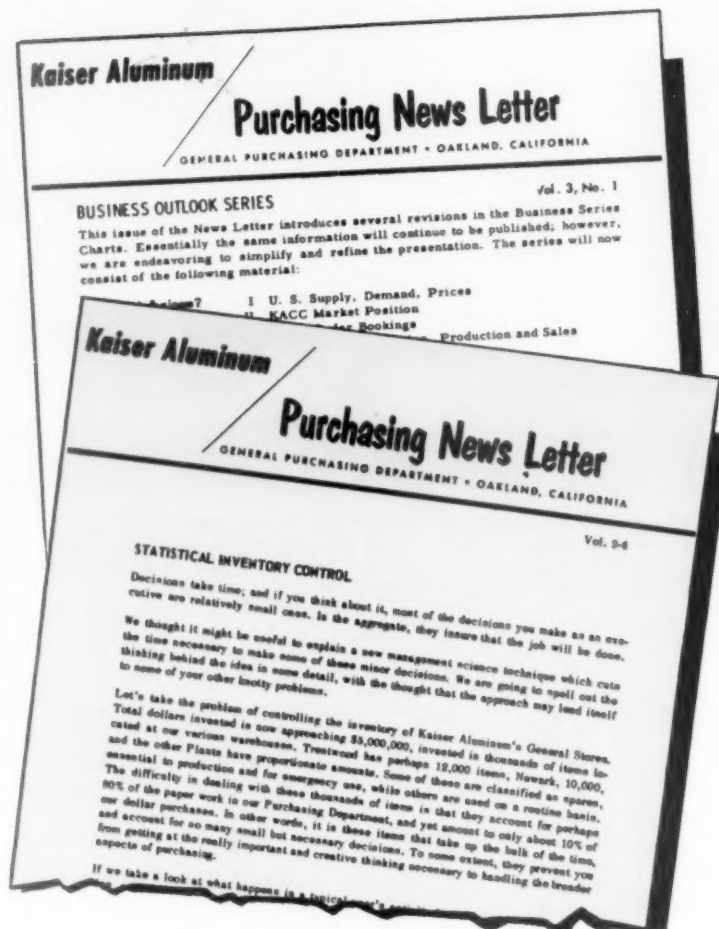 Kaiser Aluminum
Purchasing News Letter
GENERAL PURCHASING DEPARTMENT • OAKLAND, CALIFORNIA
Vol. 3, No. 1
BUSINESS OUTLOOK SERIES
This issue of the News Letter introduces several revisions in the Business Series
Charts. Essentially the same information will continue to be published; however,
we are endeavoring to simplify and refine the presentation. The series will now
consist of the following material:
I U. S. Supply, Demand, Prices
II KACC Market Position
Bookings
Production and Sales
Kaiser Aluminum
Purchasing News Letter
GENERAL PURCHASING DEPARTMENT • OAKLAND, CALIFORNIA
STATISTICAL INVENTORY CONTROL
Decisions take time; and if you think about it, most of the decisions you make as an exe-
cutive are relatively small ones. In the aggregate, they insure that the job will be done.
We thought it might be useful to explain a new management science technique which cuts
the time necessary to make some of these minor decisions. We are going to spell out the
thinking behind the idea in some detail, with the thought that the approach may lend itself
to some of your other knotty problems.
Let's take the problem of controlling the inventory of Kaiser Aluminum's General Stores.
Total dollars invested is now approaching $5,000,000, invested in thousands of items lo-
cated at our various warehouses. Trentwood has perhaps 12,000 items, Newark, 10,000,
and the other Plants have proportionate amounts. Some of these are classified as spares,
essential to production and for emergency use, while others are used on a routine basis.
The difficulty in dealing with these thousands of items is that they account for perhaps
80% of the paper work in our Purchasing Department, and yet amount to only about 10% of
our dollar purchases. In other words, it is these items that take up the bulk of the time,
and account for so many small but necessary decisions. To some extent, they prevent you
from getting at the really important and creative thinking necessary to handling the broader
aspects of purchasing.
If we take a look at what happens in a typical